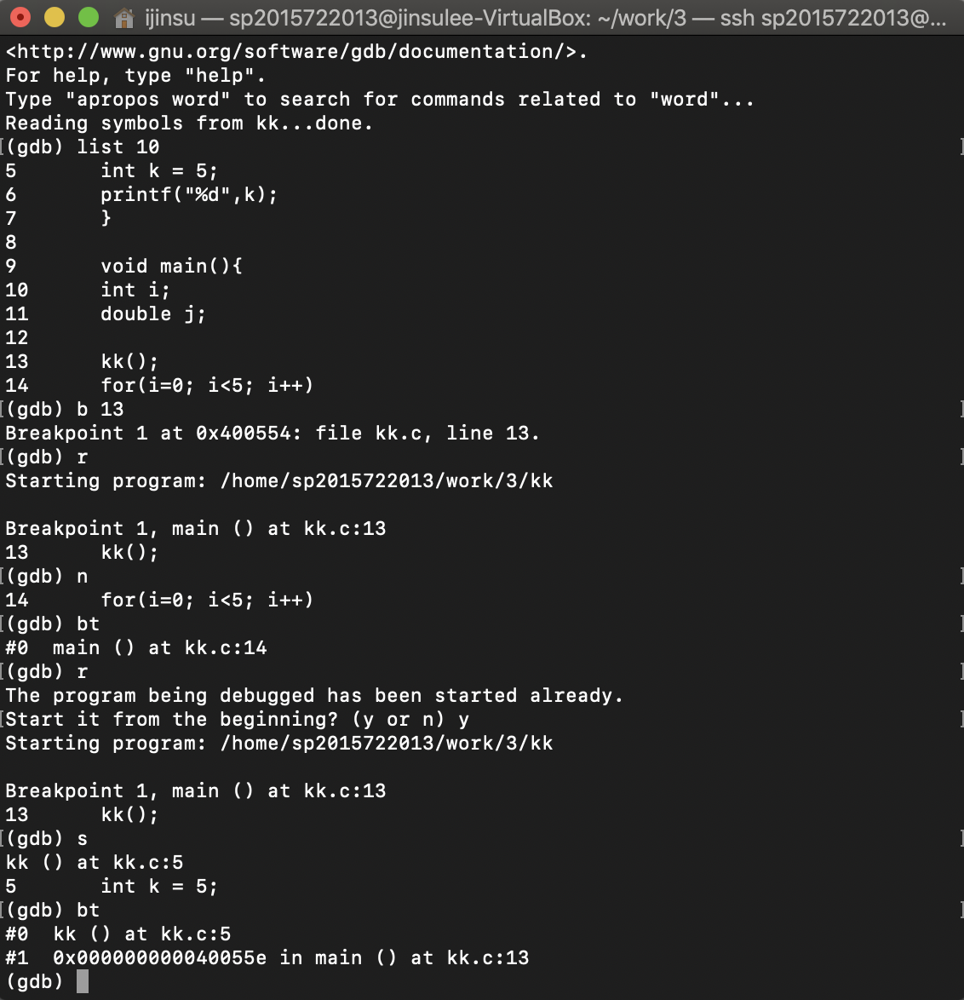 ijinsu — sp2015722013@jinsulee-VirtualBox: ~/work/3 — ssh sp2015722013@...
<http://www.gnu.org/software/gdb/documentation/>.
For help, type "help".
Type "apropos word" to search for commands related to "word"...
Reading symbols from kk...done.
[(gdb) list 10 ]
5       int k = 5;
6       printf("%d",k);
7       }
8
9       void main(){
10      int i;
11      double j;
12
13      kk();
14      for(i=0; i<5; i++)
[(gdb) b 13 ]
Breakpoint 1 at 0x400554: file kk.c, line 13.
[(gdb) r ]
Starting program: /home/sp2015722013/work/3/kk

Breakpoint 1, main () at kk.c:13
13      kk();
[(gdb) n ]
14      for(i=0; i<5; i++)
[(gdb) bt ]
#0  main () at kk.c:14
[(gdb) r ]
The program being debugged has been started already.
[Start it from the beginning? (y or n) y ]
Starting program: /home/sp2015722013/work/3/kk

Breakpoint 1, main () at kk.c:13
13      kk();
[(gdb) s ]
kk () at kk.c:5
5       int k = 5;
[(gdb) bt ]
#0  kk () at kk.c:5
#1  0x000000000040055e in main () at kk.c:13
(gdb)